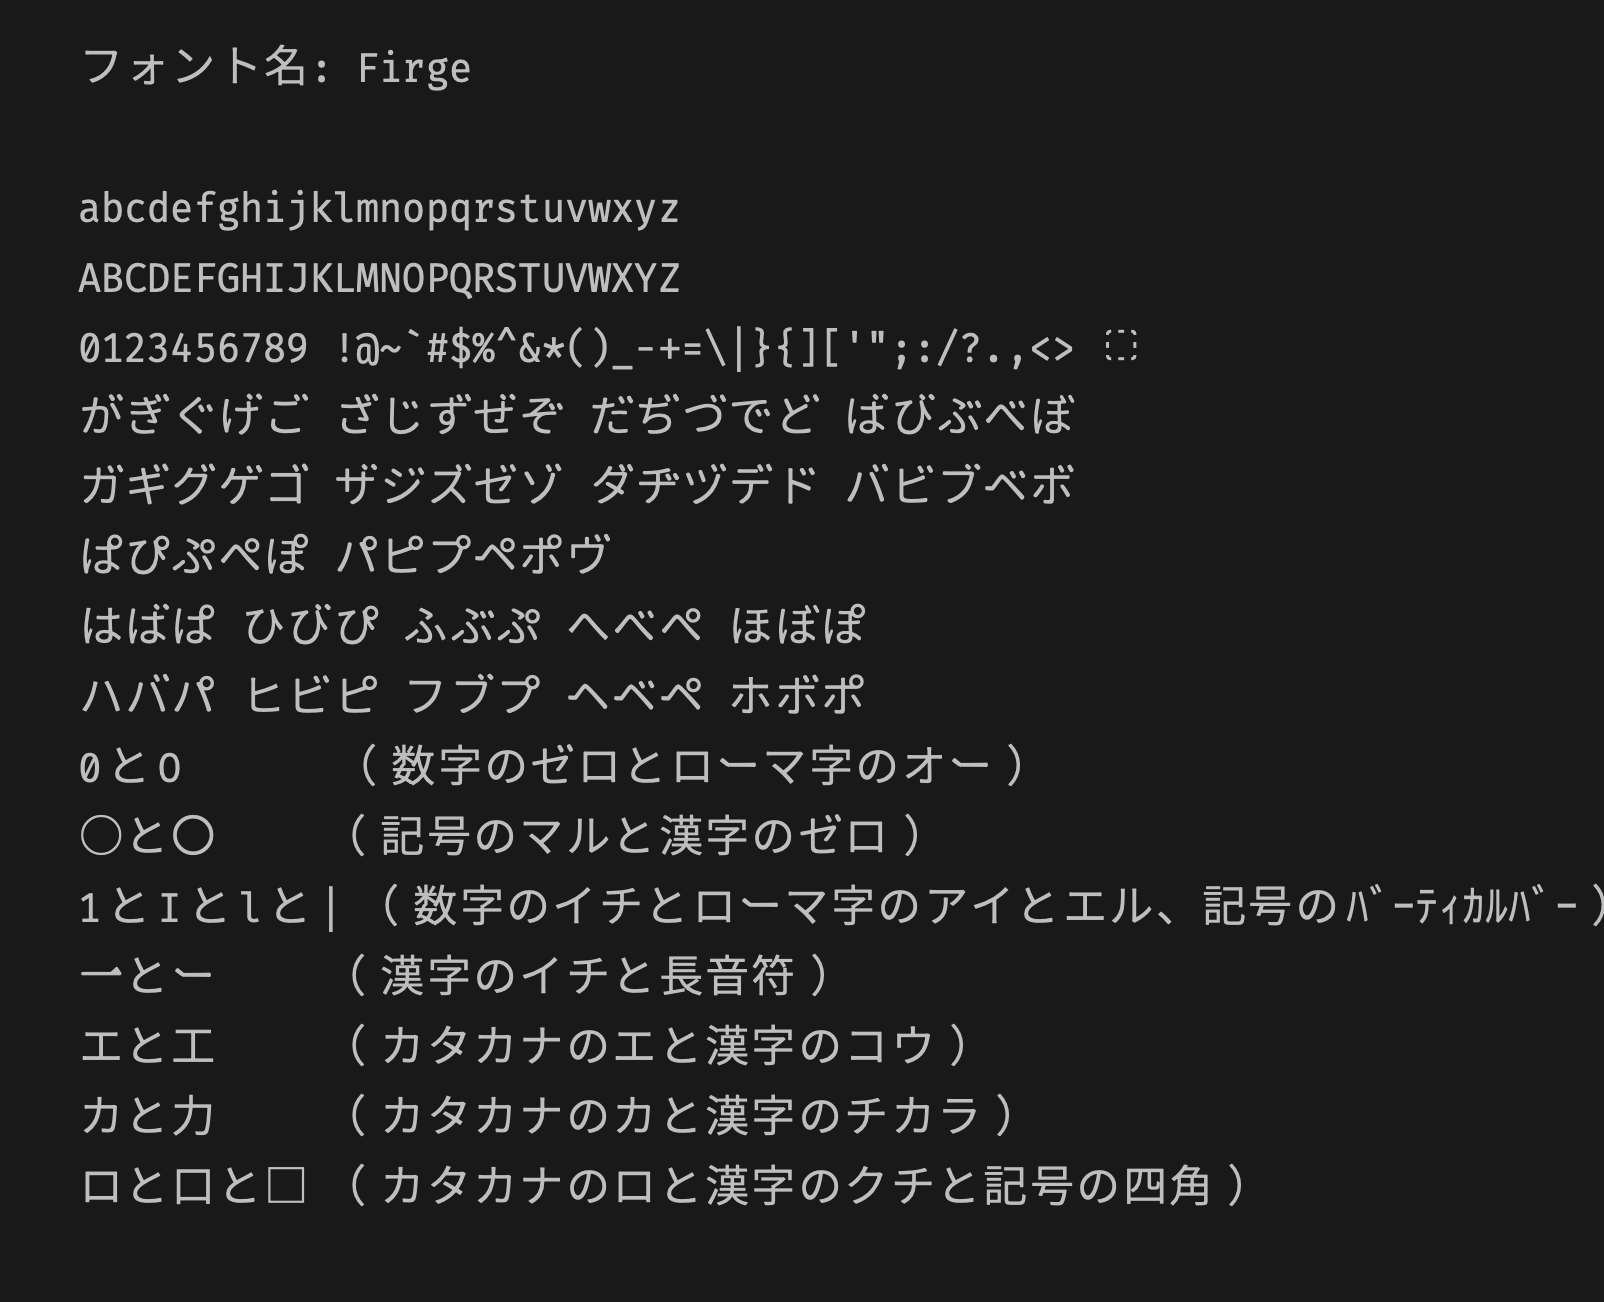 フォント名: Firge
abcdefghijklmnopqrstuvwxyz
ABCDEFGHIJKLMNOPQRSTUVWXYZ
0123456789 !@~`#$%^&*()_-+=\|}{]['";:/?.,<> 　
がぎぐげご ざじずぜぞ だぢづでど ばびぶべぼ
ガギグゲゴ ザジズゼゾ ダヂヅデド バビブベボ
ぱぴぷぺぽ パピプペポヴ
はばぱ ひびぴ ふぶぷ へべぺ ほぼぽ
ハバパ ヒビピ フブプ ヘベペ ホボポ
0とO （数字のゼロとローマ字のオー）
○と〇 （記号のマルと漢字のゼロ）
1とIとlと| （数字のイチとローマ字のアイとエル、記号のﾊﾞｰﾃｨｶﾙﾊﾞｰ）
一とー （漢字のイチと長音符）
エと工 （カタカナのエと漢字のコウ）
カと力 （カタカナのカと漢字のチカラ）
ロと口と□ （カタカナのロと漢字のクチと記号の四角）